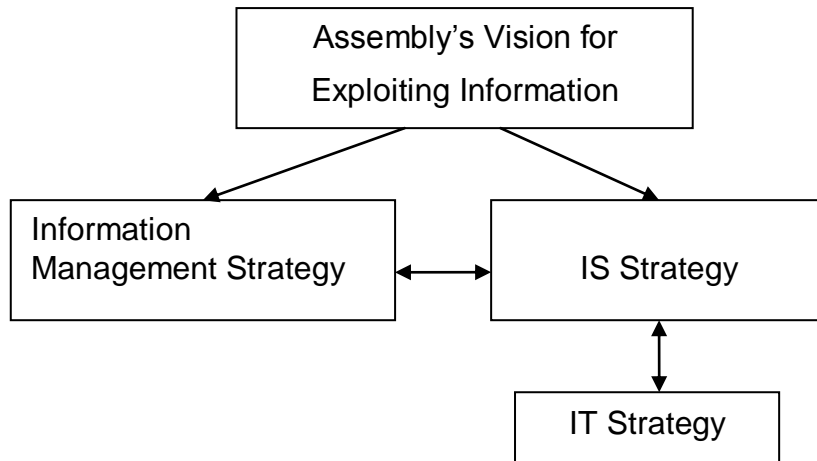 Assembly’s Vision for
Exploiting Information
Information
Management Strategy
IS Strategy
IT Strategy